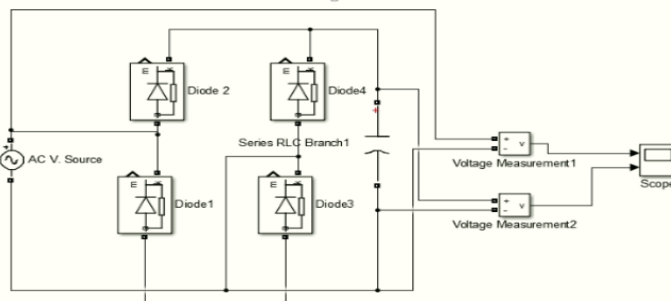 Diode 2
Diode4
Series RLC Branch1
AC V. Source
Voltage Measurement1
Scope
Diode1
Diode3
Voltage Measurement2
m
k
m
k
m
k
m
k
+
-
v
+
-
v
+